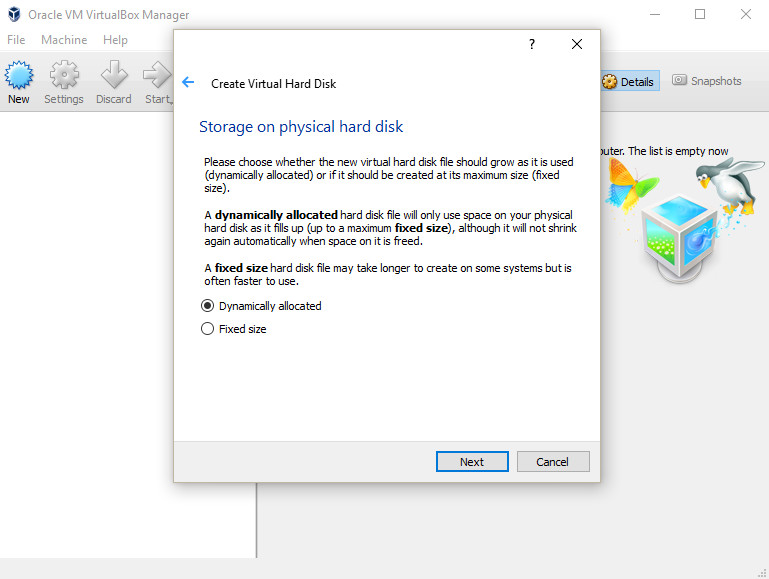 Oracle VM VirtualBox Manager
File Machine Help
New
Settings
Discard
Start
Details
Snapshots
The list is empty now
?
Create Virtual Hard Disk
Storage on physical hard disk
Please choose whether the new virtual hard disk file should grow as it is used
(dynamically allocated) or if it should be created at its maximum size (fixed
size).
A dynamically allocated hard disk file will only use space on your physical
hard disk as it fills up (up to a maximum fixed size), although it will not shrink
again automatically when space on it is freed.
A fixed size hard disk file may take longer to create on some systems but is
often faster to use.
Dynamically allocated
Fixed size
Next
Cancel